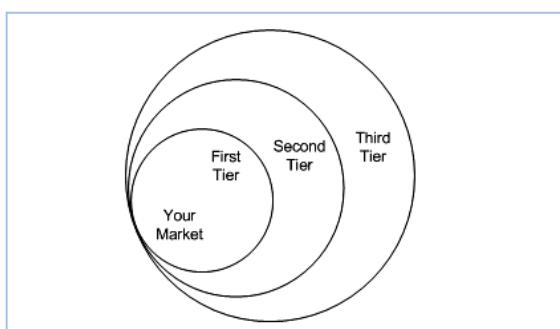 First
Tier
Second
Tier
Third
Tier
Your
Market